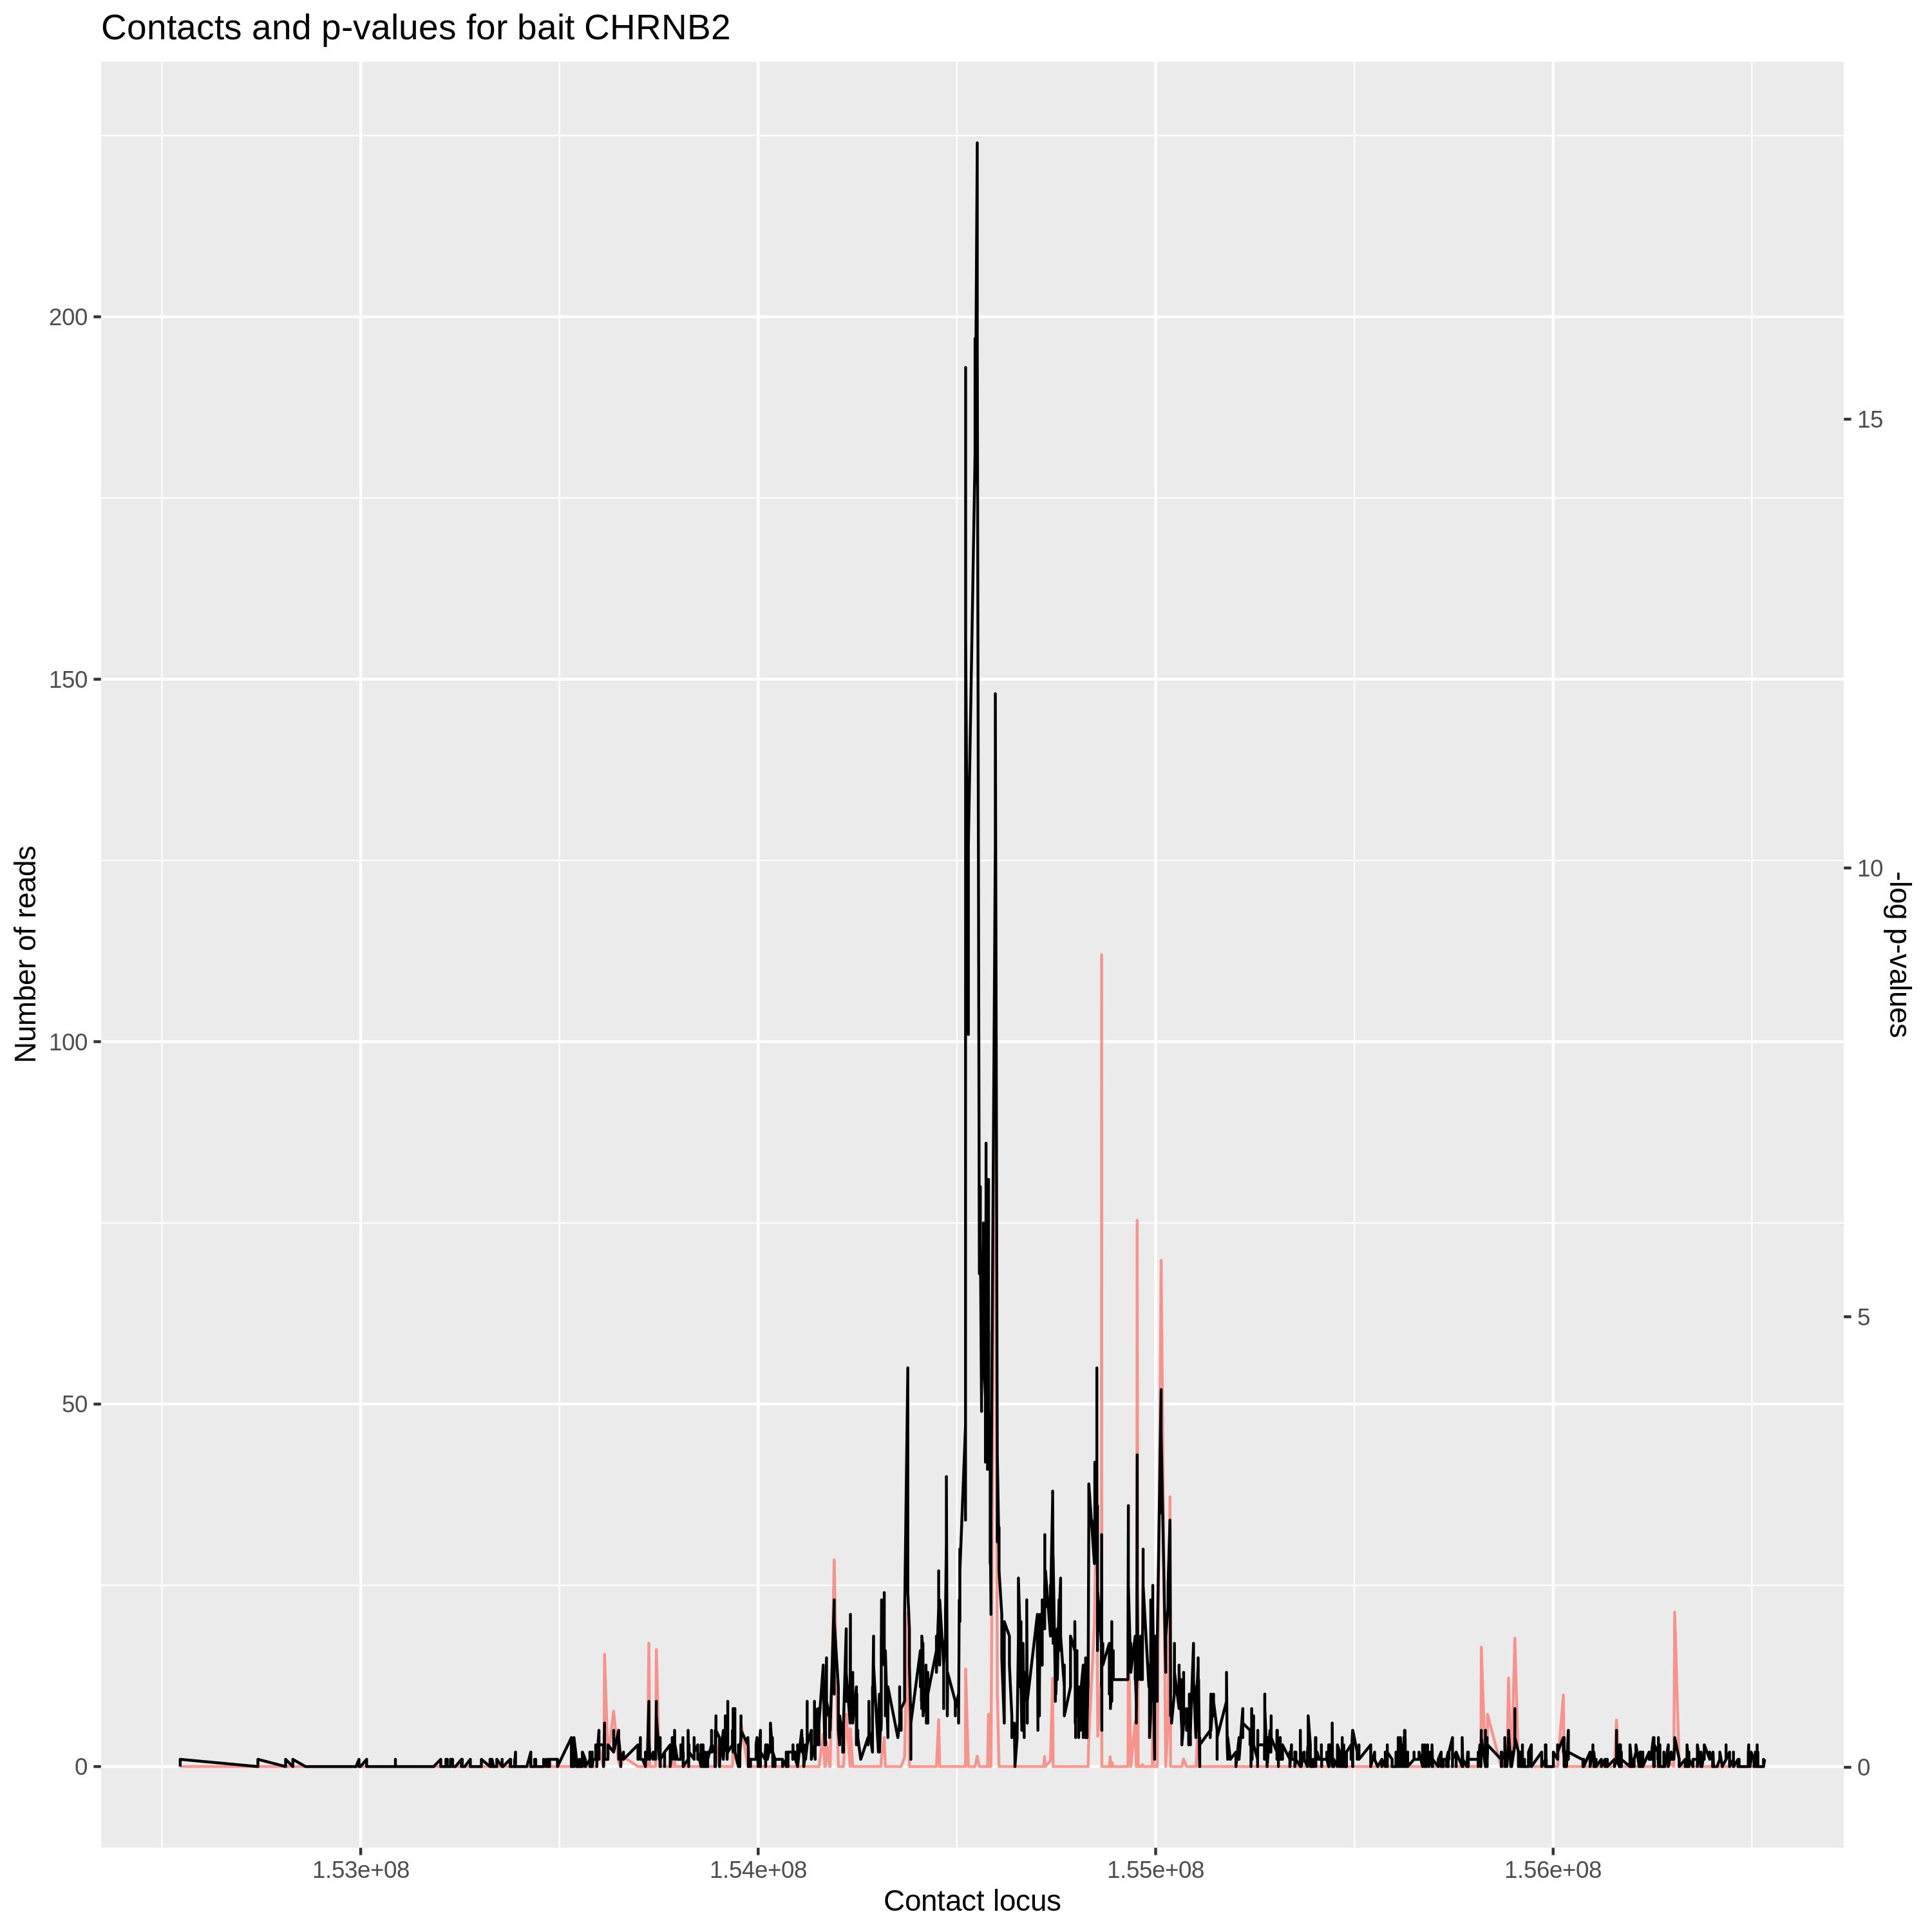 Contacts and p-values for bait CHRNB2
200
150
100
50
0
Number of reads
15
10
5
0
-log p-values
1.53e+08
1.54e+08
1.55e+08
1.56e+08
Contact locus